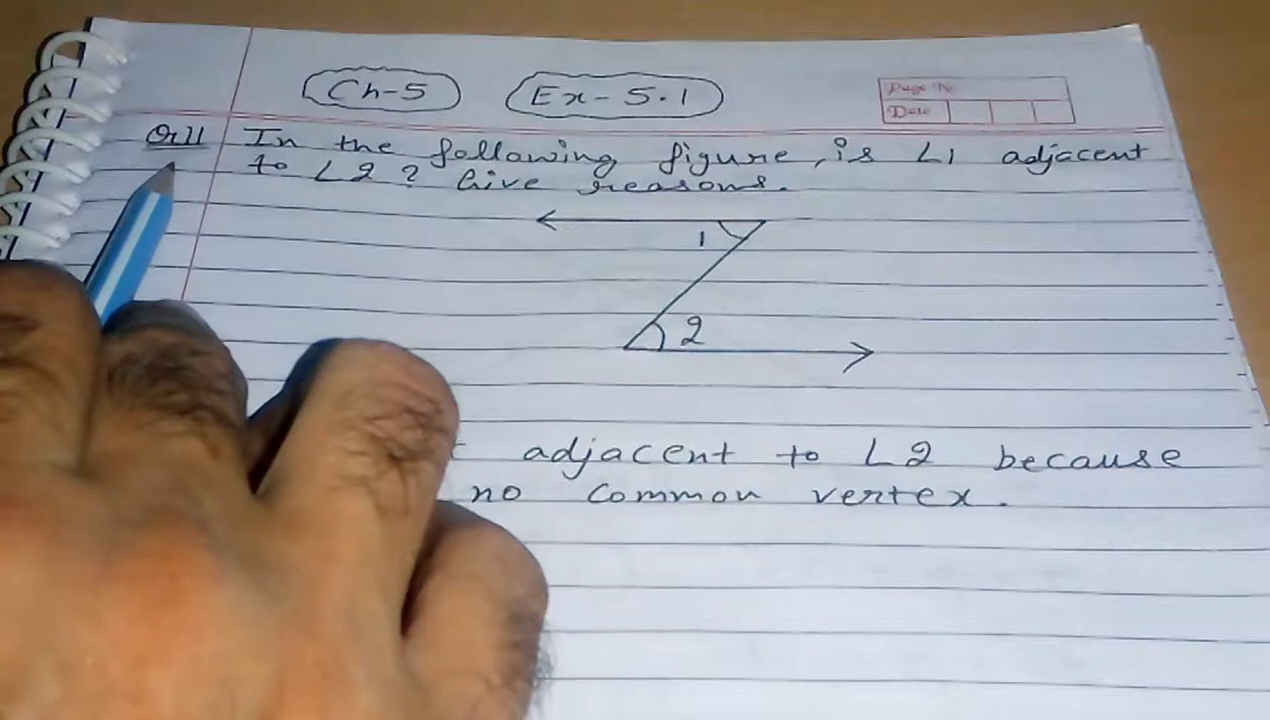 Ch-5 Ex-5.1
Page No.
Date
Q.11 In the following figure, is ∠1 adjacent
to ∠2? Give reasons.
1
2
adjacent to ∠2 because
no common vertex.